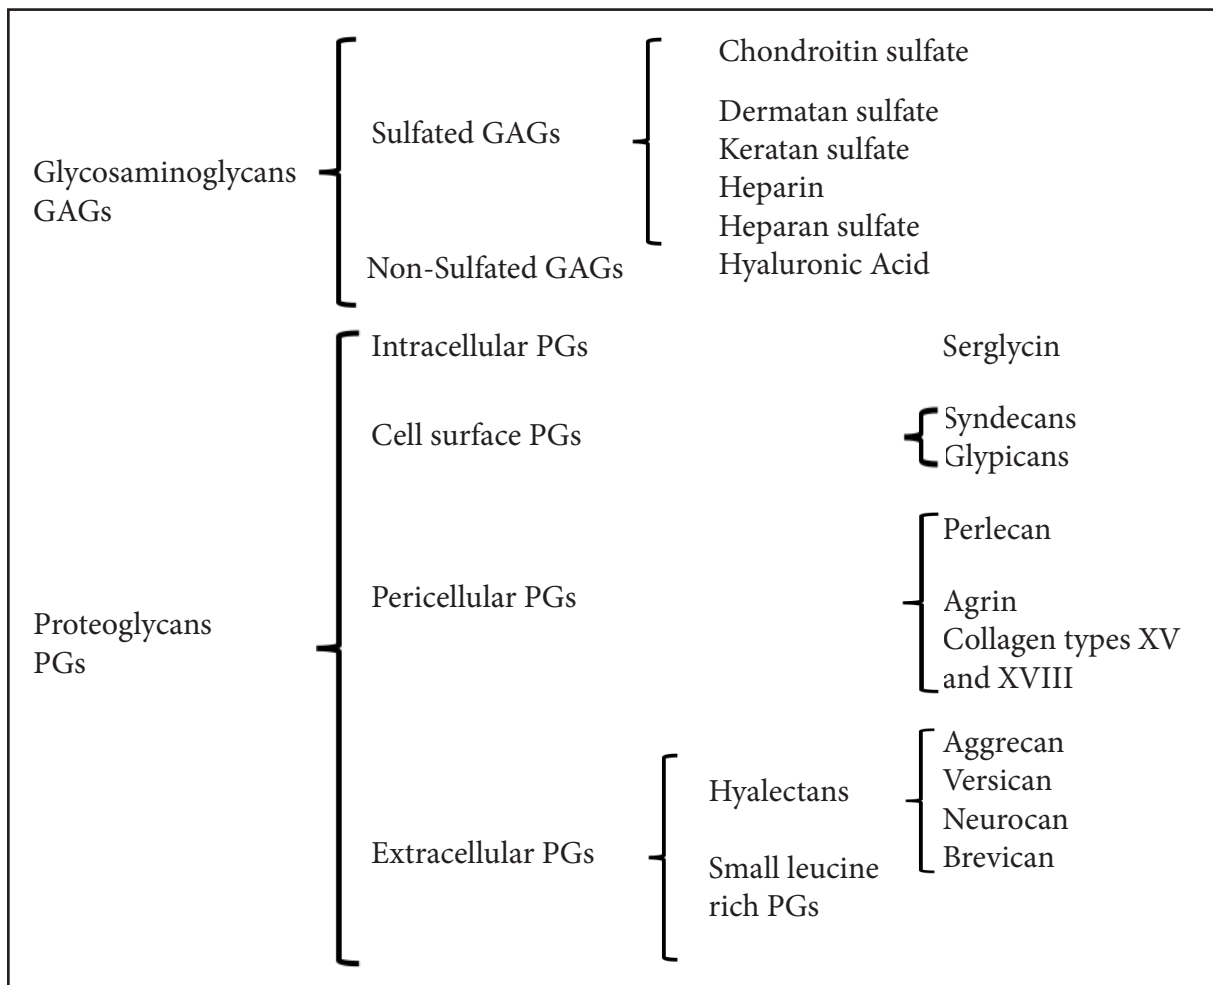 Glycosaminoglycans
GAGs
Sulfated GAGs
Chondroitin sulfate
Dermatan sulfate
Keratan sulfate
Heparin
Heparan sulfate
Non-Sulfated GAGs
Hyaluronic Acid
Proteoglycans
PGs
Intracellular PGs
Serglycin
Cell surface PGs
Syndecans
Glypicans
Pericellular PGs
Perlecan
Agrin
Collagen types XV
and XVIII
Extracellular PGs
Hyalectans
Aggrecan
Versican
Neurocan
Brevican
Small leucine
rich PGs